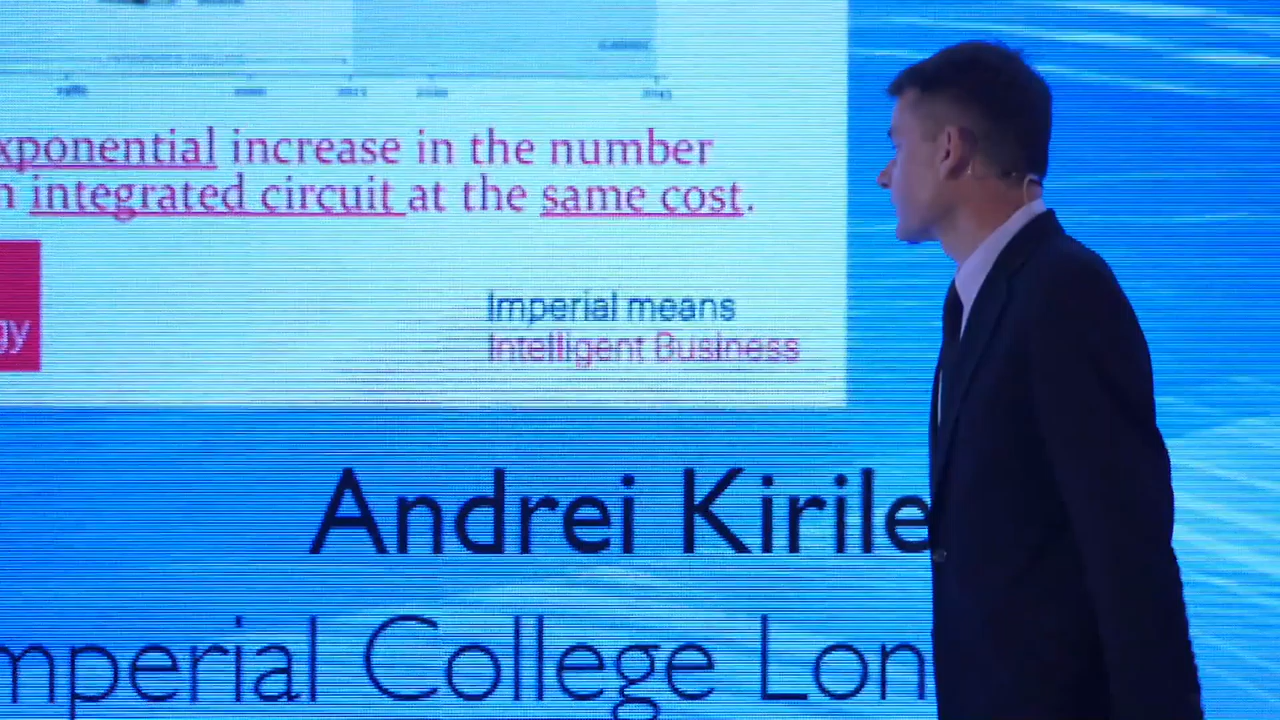 xponential increase in the number
n integrated circuit at the same cost.
gy
Imperial means
Intelligent Business
Andrei Kirile
mperial College Lon